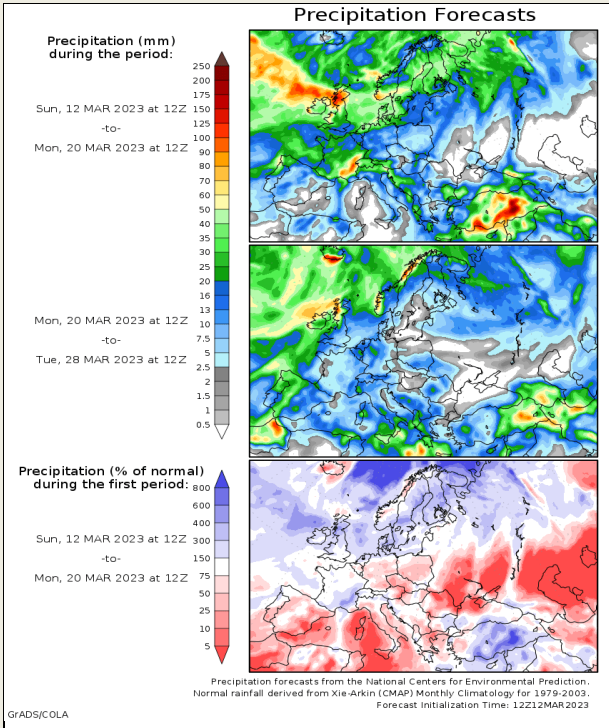 Precipitation Forecasts
Precipitation (mm)
during the period:
250
200
175
150
125
100
90
80
70
60
50
40
35
30
25
20
16
13
10
7.5
5
2.5
2
1.5
1
0.5
Sun, 12 MAR 2023 at 12Z
-to-
Mon, 20 MAR 2023 at 12Z
Mon, 20 MAR 2023 at 12Z
-to-
Tue, 28 MAR 2023 at 12Z
Precipitation (% of normal)
during the first period:
800
600
400
300
150
75
50
25
10
5
Sun, 12 MAR 2023 at 12Z
-to-
Mon, 20 MAR 2023 at 12Z
Precipitation forecasts from the National Centers for Environmental Prediction.
Normal rainfall derived from Xie-Arkin (CMAP) Monthly Climatology for 1979-2003.
Forecast Initialization Time: 12Z12MAR2023
GrADS/COLA